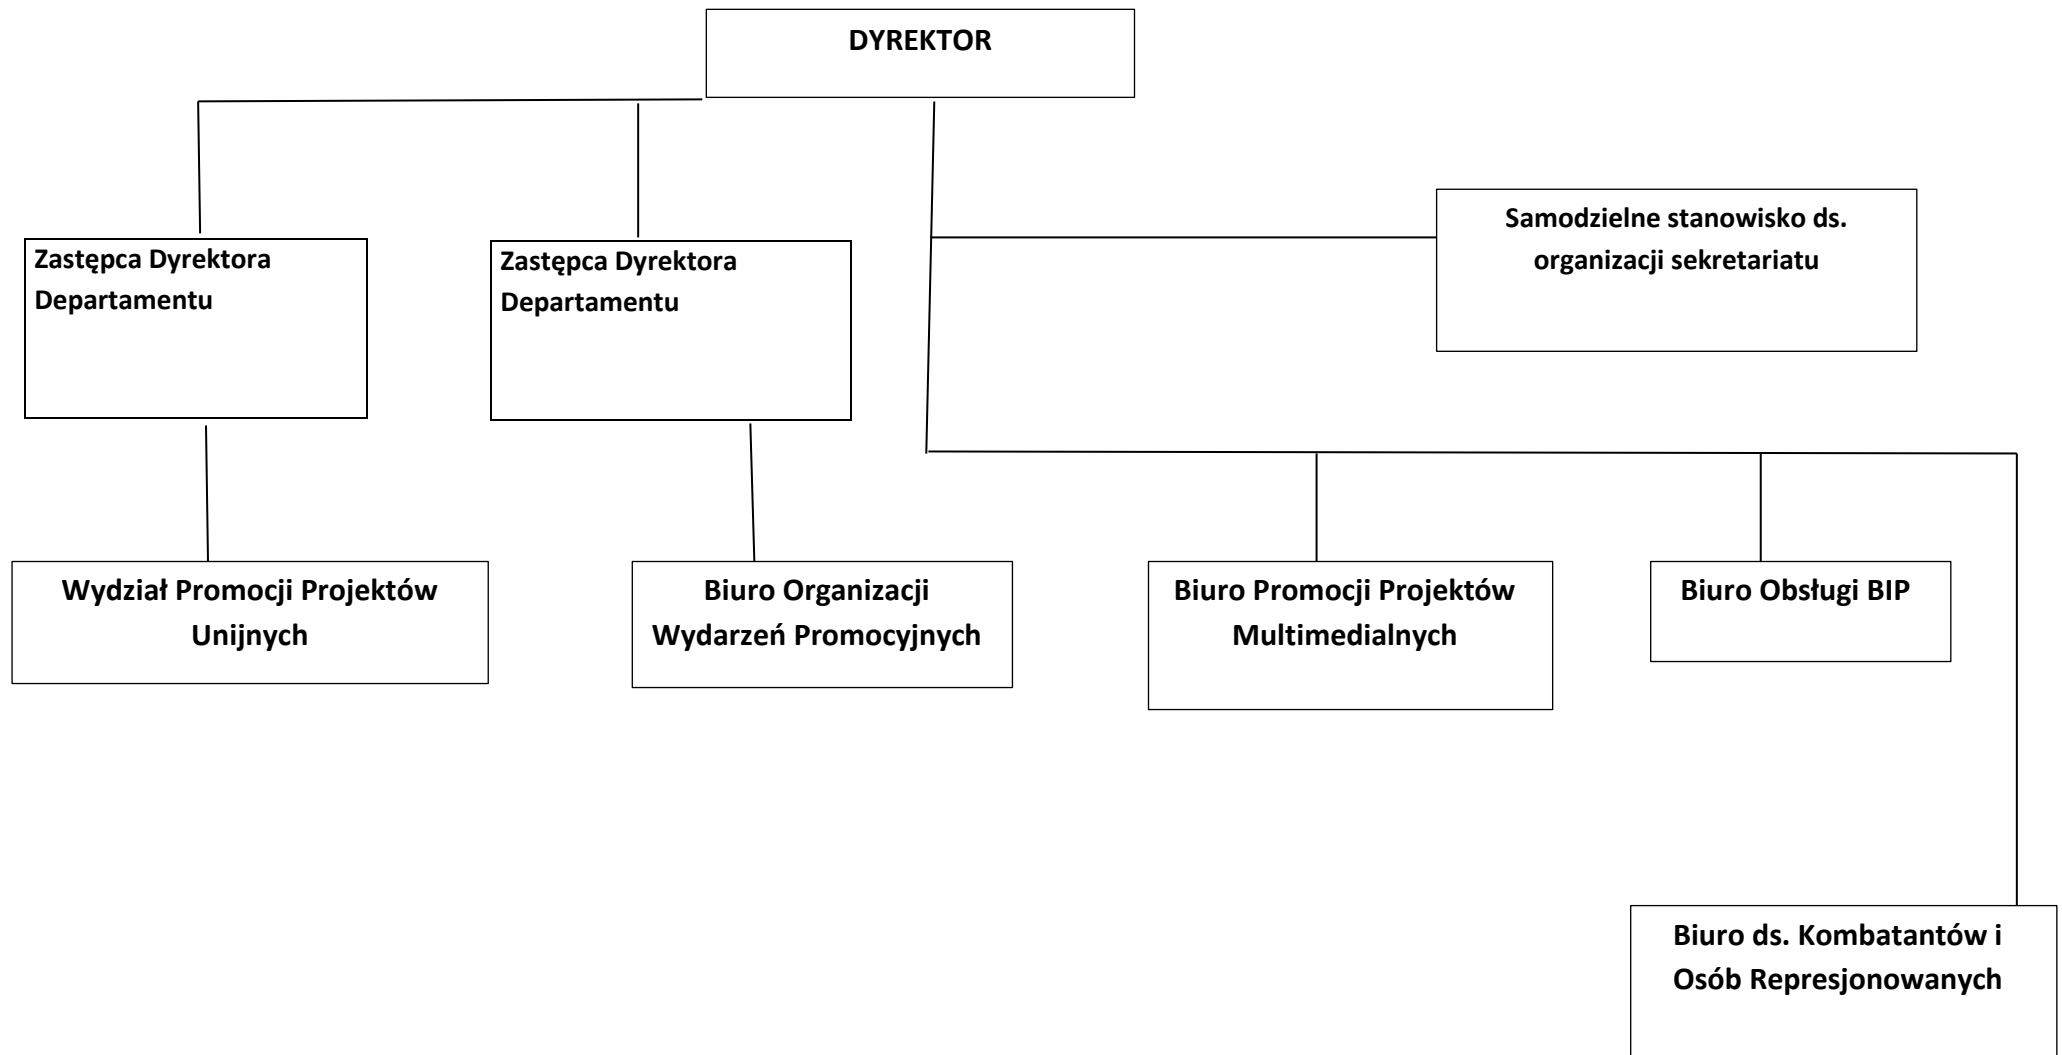 DYREKTOR
Samodzielne stanowisko ds.
organizacji sekretariatu
Zastępca Dyrektora
Departamentu
Zastępca Dyrektora
Departamentu
Wydział Promocji Projektów
Unijnych
Biuro Organizacji
Wydarzeń Promocyjnych
Biuro Promocji Projektów
Multimedialnych
Biuro Obsługi BIP
Biuro ds. Kombatantów i
Osób Represjonowanych